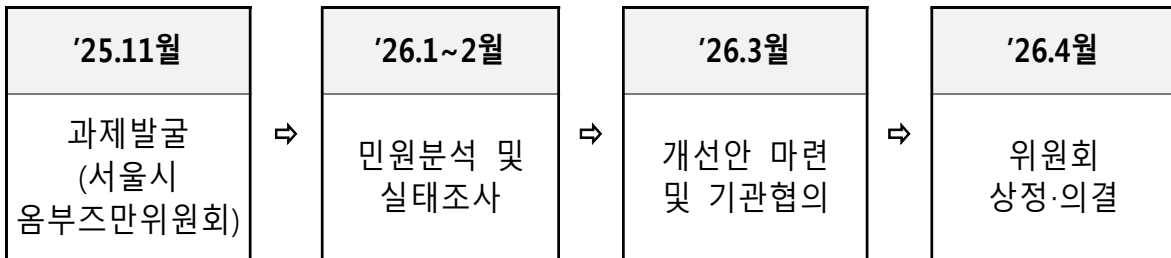 '25.11월
과제발굴
(서울시
옴부즈만위원회)
⇨
'26.1~2월
민원분석 및
실태조사
⇨
'26.3월
개선안 마련
및 기관협의
⇨
'26.4월
위원회
상정·의결